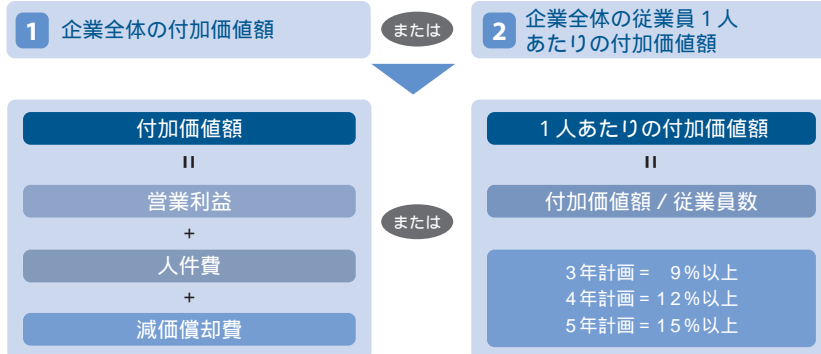 1 企業全体の付加価値額
または
2 企業全体の従業員１人
あたりの付加価値額
付加価値額
=
営業利益
+
人件費
+
減価償却費
または
１人あたりの付加価値額
=
付加価値額 / 従業員数
3年計画 =　9%以上
4年計画 = 12%以上
5年計画 = 15%以上